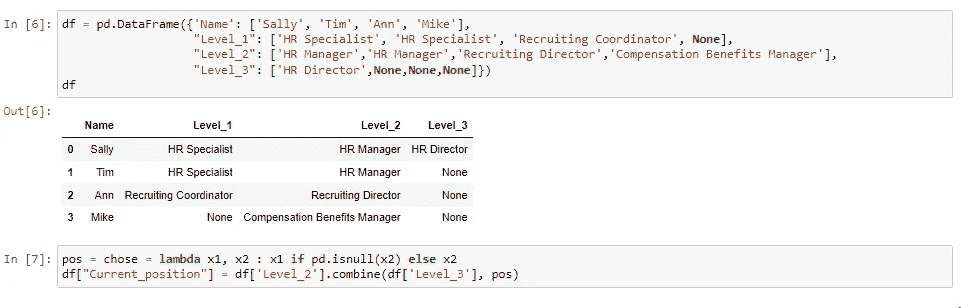 In [6]: df = pd.DataFrame({'Name': ['Sally', 'Tim', 'Ann', 'Mike'],
"Level_1": ['HR Specialist', 'HR Specialist', 'Recruiting Coordinator', None],
"Level_2": ['HR Manager','HR Manager','Recruiting Director','Compensation Benefits Manager'],
"Level_3": ['HR Director',None,None,None]})
df
Out[6]:
Name Level_1 Level_2 Level_3
0 Sally HR Specialist HR Manager HR Director
1 Tim HR Specialist HR Manager None
2 Ann Recruiting Coordinator Recruiting Director None
3 Mike None Compensation Benefits Manager None
In [7]: pos = chose = lambda x1, x2 : x1 if pd.isnull(x2) else x2
df["Current_position"] = df['Level_2'].combine(df['Level_3'], pos)